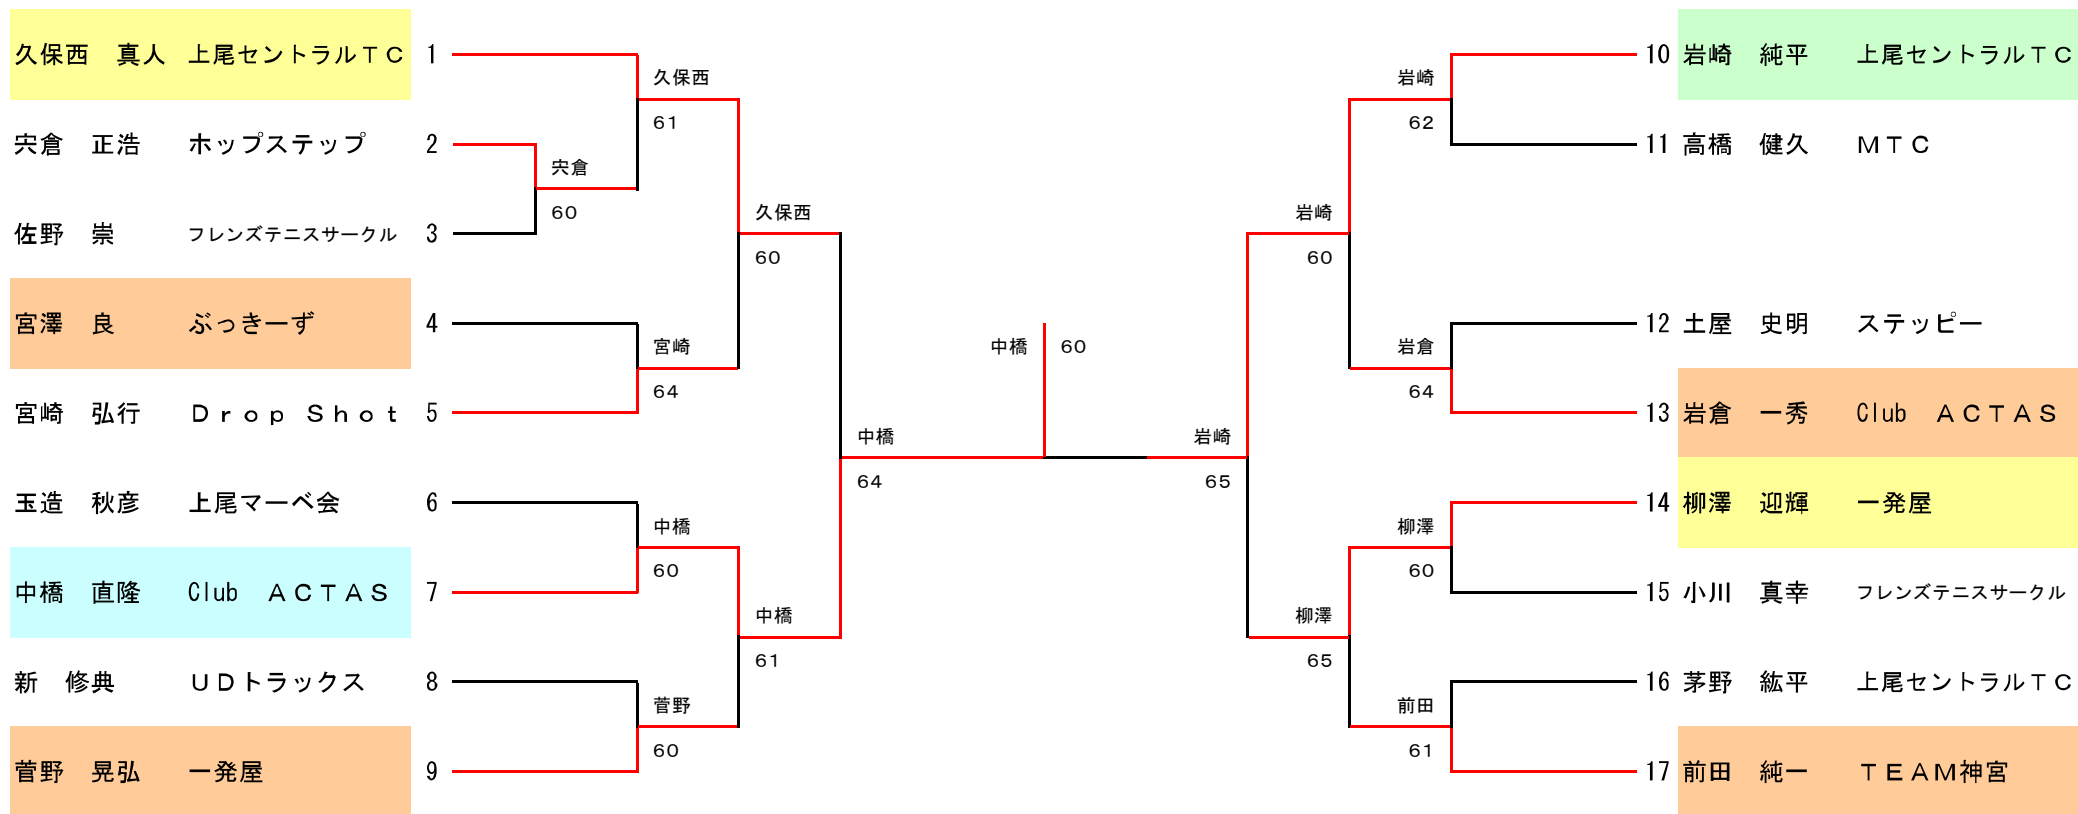 久保西 真人 上尾セントラルＴＣ 1
宍倉 正浩 ホップステップ 2
佐野 崇 フレンズテニスサークル 3
宮澤 良 ぶっきーず 4
宮崎 弘行 Ｄｒｏｐ Ｓｈｏｔ 5
玉造 秋彦 上尾マーベ会 6
中橋 直隆 Club ＡＣＴＡＳ 7
新 修典 ＵＤトラックス 8
菅野 晃弘 一発屋 9
久保西
61
宍倉
60
宮崎
64
中橋
60
菅野
60
久保西
60
中橋
61
中橋
64
中橋 60
岩崎
65
岩崎
60
柳澤
65
岩崎
62
岩倉
64
柳澤
60
前田
61
10 岩崎 純平 上尾セントラルＴＣ
11 高橋 健久 ＭＴＣ
12 土屋 史明 ステッピー
13 岩倉 一秀 Club ＡＣＴＡＳ
14 柳澤 迎輝 一発屋
15 小川 真幸 フレンズテニスサークル
16 茅野 紘平 上尾セントラルＴＣ
17 前田 純一 ＴＥＡＭ神宮